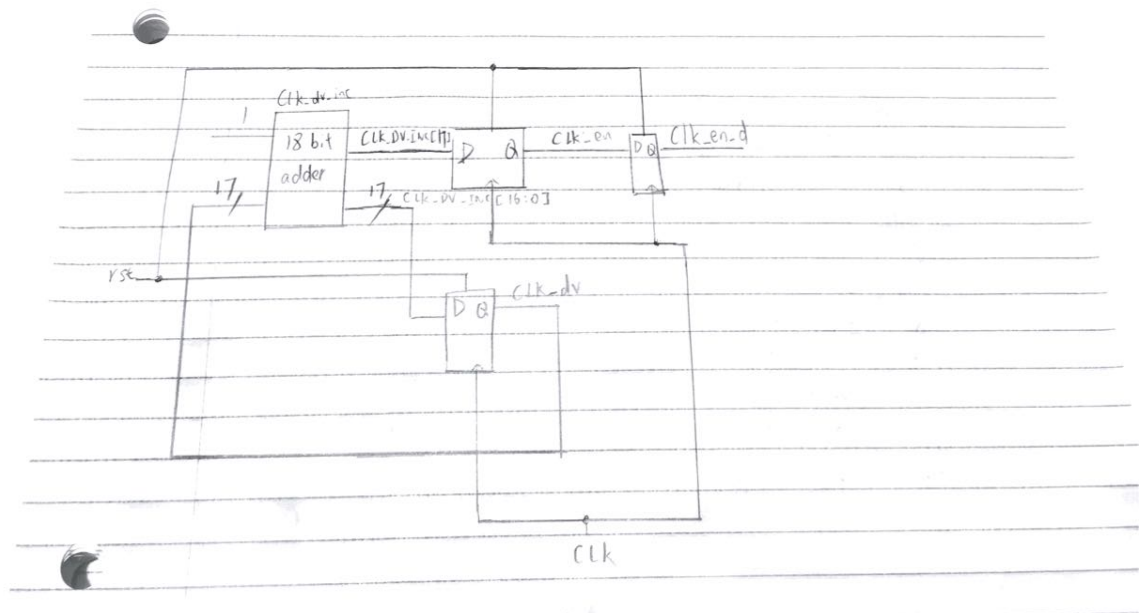 Clk_dv_inc
1
18 bit
adder
Clk_DV_Inc[17]
D Q
Clk_en
D Q
Clk_en_d
17
17
Clk_DV_Inc[16:0]
rst
D Q
Clk_dv
Clk